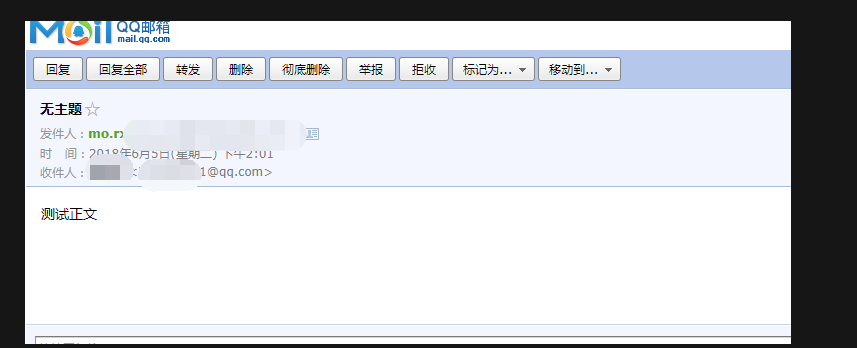 Mail QQ邮箱
mail.qq.com
回复 回复全部 转发 删除 彻底删除 举报 拒收 标记为... 移动到...
无主题
发件人：mo.rx
时 间：2018年6月5日(星期二) 下午2:01
收件人： < 1@qq.com>
测试正文